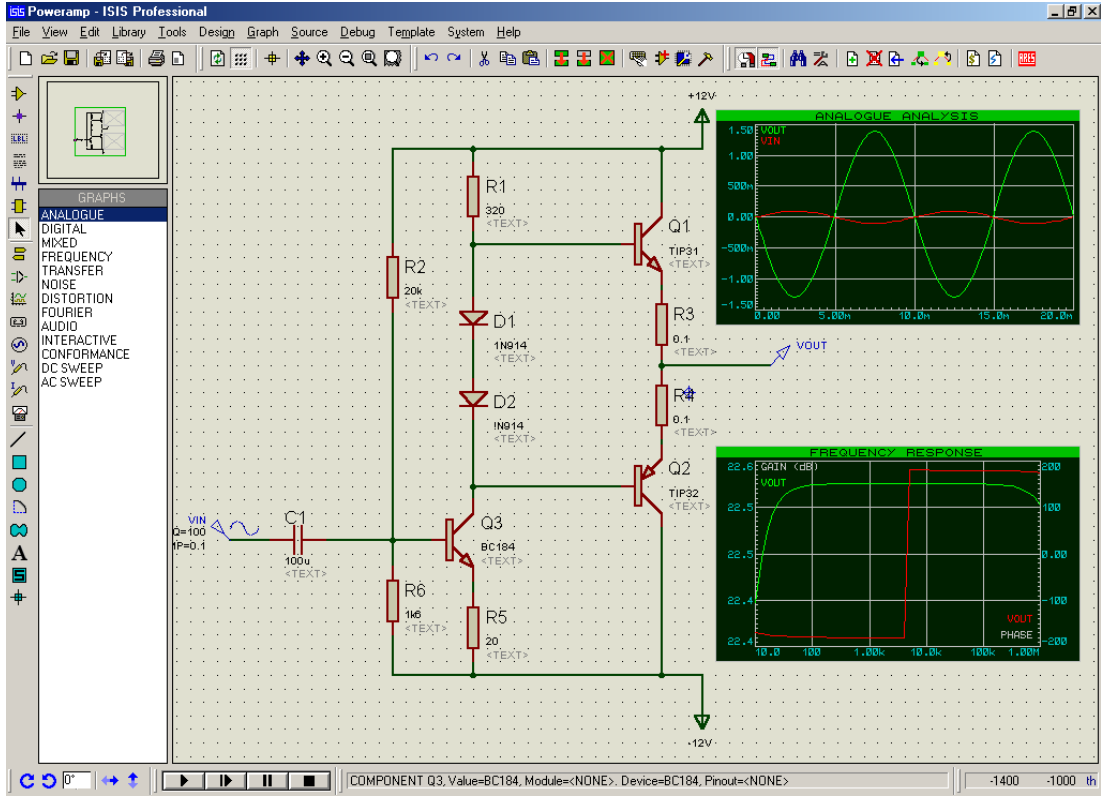 ISIS Poweramp - ISIS Professional
File View Edit Library Tools Design Graph Source Debug Template System Help
ARES
LBL
GRAPHS
ANALOGUE
DIGITAL
MIXED
FREQUENCY
TRANSFER
NOISE
DISTORTION
FOURIER
AUDIO
INTERACTIVE
CONFORMANCE
DC SWEEP
AC SWEEP
A
S
+12V
R1
320
<TEXT>
R2
20k
<TEXT>
Q1
TIP31
<TEXT>
R3
0.1
<TEXT>
D1
1N914
<TEXT>
VOUT
D2
!N914
<TEXT>
R4
0.1
<TEXT>
Q2
TIP32
<TEXT>
VIN
Q=100
1P=0.1
C1
100u
<TEXT>
Q3
BC184
<TEXT>
R6
1k6
<TEXT>
R5
20
<TEXT>
-12V
ANALOGUE ANALYSIS
1.50 VOUT
VIN
1.00
500m
0.00
-500m
-1.00
-1.50
0.00 5.00m 10.0m 15.0m 20.0m
FREQUENCY RESPONSE
22.6 GAIN (dB) 200
VOUT
22.5 100
22.5 0.00
22.4 -100
VOUT
PHASE
22.4 -200
10.0 100 1.00k 10.0k 100k 1.00M
0°
COMPONENT Q3, Value=BC184, Module=<NONE>. Device=BC184, Pinout=<NONE>
-1400 -1000 th